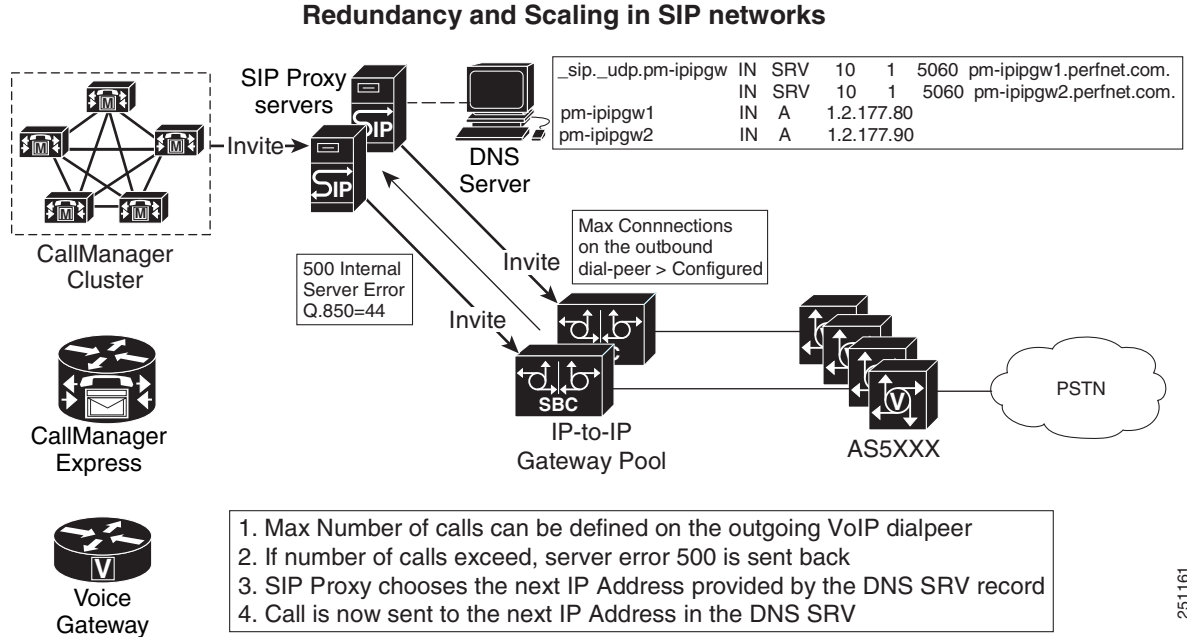 Redundancy and Scaling in SIP networks
SIP Proxy
servers
SIP
SIP
DNS
Server
_sip._udp.pm-ipipgw IN SRV 10 1 5060 pm-ipipgw1.perfnet.com.
IN SRV 10 1 5060 pm-ipipgw2.perfnet.com.
pm-ipipgw1 IN A 1.2.177.80
pm-ipipgw2 IN A 1.2.177.90
M
M
M
M
M
Invite
CallManager
Cluster
500 Internal
Server Error
Q.850=44
Invite
Invite
Max Connnections
on the outbound
dial-peer > Configured
C
SBC
IP-to-IP
Gateway Pool
V
AS5XXX
PSTN
CallManager
Express
V
Voice
Gateway
1. Max Number of calls can be defined on the outgoing VoIP dialpeer
2. If number of calls exceed, server error 500 is sent back
3. SIP Proxy chooses the next IP Address provided by the DNS SRV record
4. Call is now sent to the next IP Address in the DNS SRV
251161